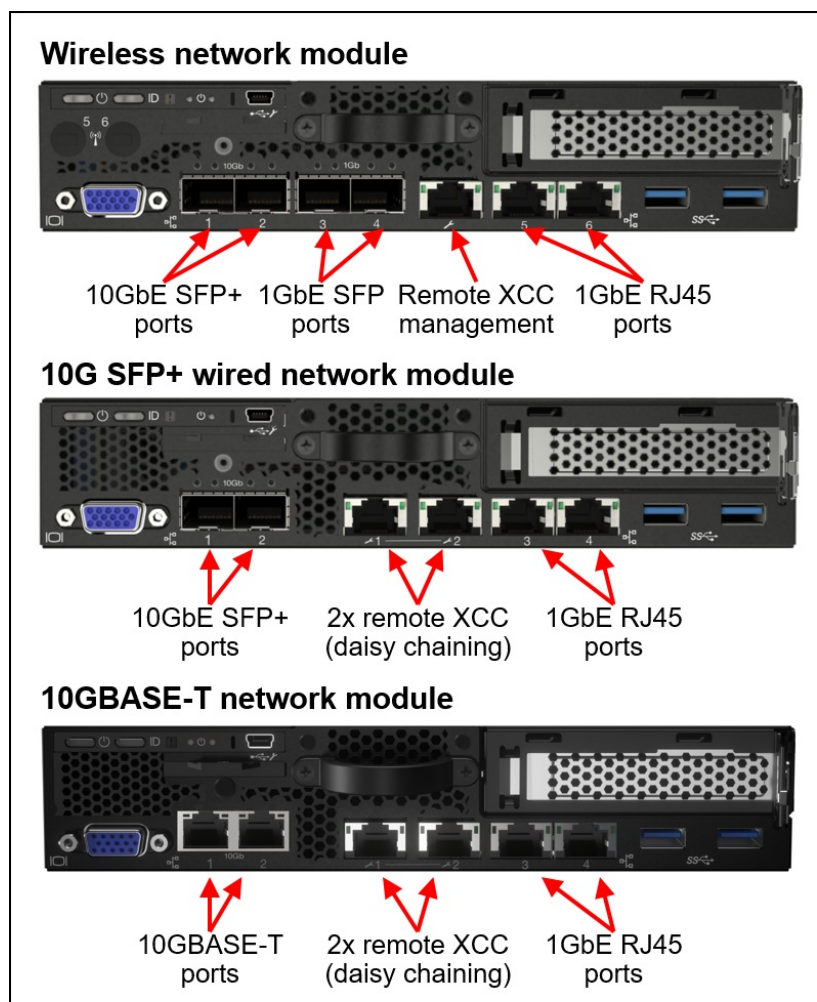 Wireless network module
ID
5 6
10Gb
1Gb
1 2 3 4 5 6
SS
10GbE SFP+
ports
1GbE SFP
ports
Remote XCC
management
1GbE RJ45
ports
10G SFP+ wired network module
ID
10Gb
1 2 1 2 3 4
SS
10GbE SFP+
ports
2x remote XCC
(daisy chaining)
1GbE RJ45
ports
10GBASE-T network module
ID
1 10Gb 2 1 2 3 4
SS
10GBASE-T
ports
2x remote XCC
(daisy chaining)
1GbE RJ45
ports